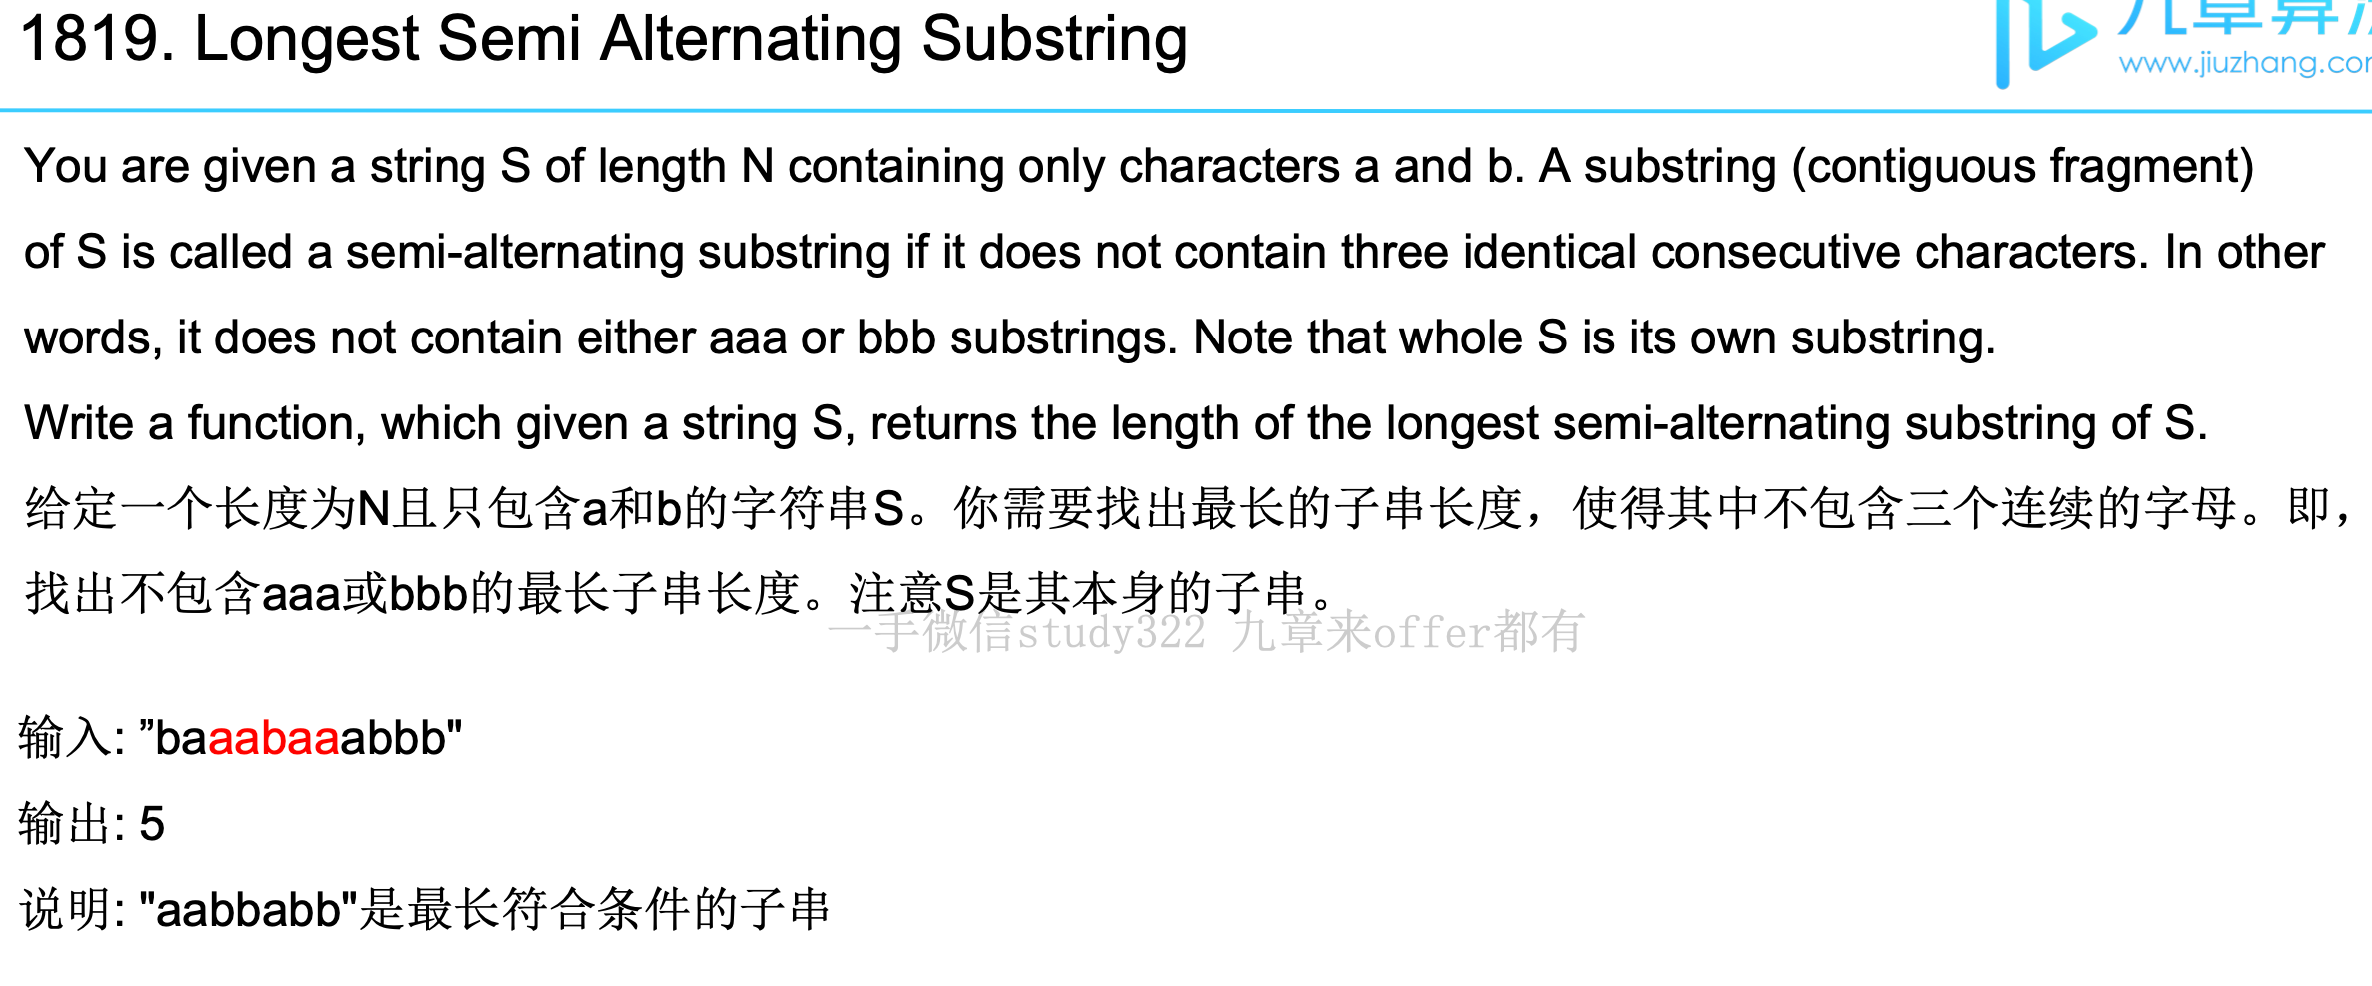 1819. Longest Semi Alternating Substring
www.jiuzhang.co
You are given a string S of length N containing only characters a and b. A substring (contiguous fragment)
of S is called a semi-alternating substring if it does not contain three identical consecutive characters. In other
words, it does not contain either aaa or bbb substrings. Note that whole S is its own substring.
Write a function, which given a string S, returns the length of the longest semi-alternating substring of S.
给定一个长度为N且只包含a和b的字符串S。你需要找出最长的子串长度，使得其中不包含三个连续的字母。即，
找出不包含aaa或bbb的最长子串长度。注意S是其本身的子串。
一手微信study322 九章来offer都有
输入: ”baaabaaabbb"
输出: 5
说明: "aabbabb"是最长符合条件的子串